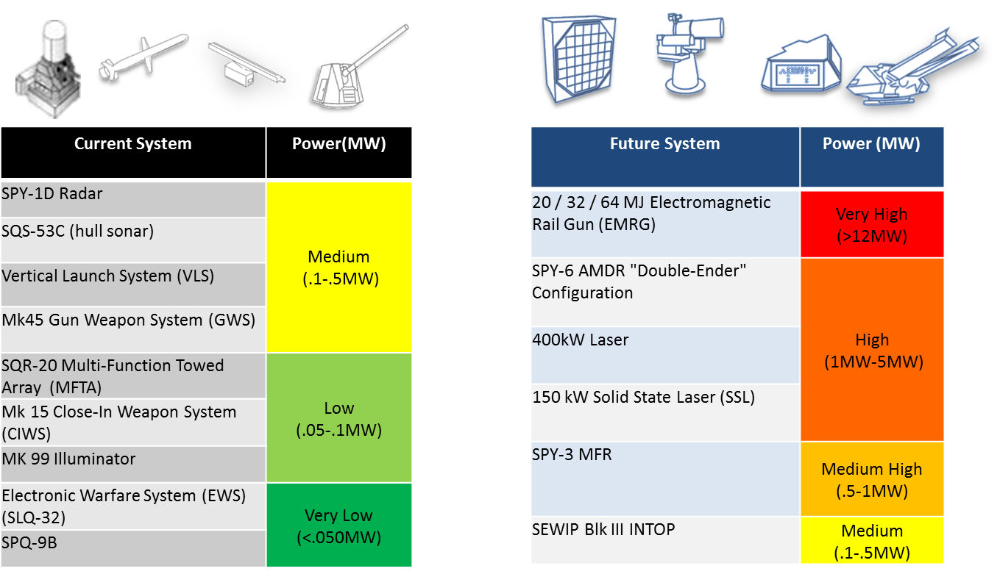 Current System
Power(MW)
SPY-1D Radar
SQS-53C (hull sonar)
Vertical Launch System (VLS)
Mk45 Gun Weapon System (GWS)
Medium
(.1-.5MW)
SQR-20 Multi-Function Towed
Array (MFTA)
Mk 15 Close-In Weapon System
(CIWS)
MK 99 Illuminator
Low
(.05-.1MW)
Electronic Warfare System (EWS)
(SLQ-32)
SPQ-9B
Very Low
(<.050MW)
Future System
Power (MW)
20 / 32 / 64 MJ Electromagnetic
Rail Gun (EMRG)
Very High
(>12MW)
SPY-6 AMDR "Double-Ender"
Configuration
400kW Laser
150 kW Solid State Laser (SSL)
High
(1MW-5MW)
SPY-3 MFR
Medium High
(.5-1MW)
SEWIP Blk III INTOP
Medium
(.1-.5MW)